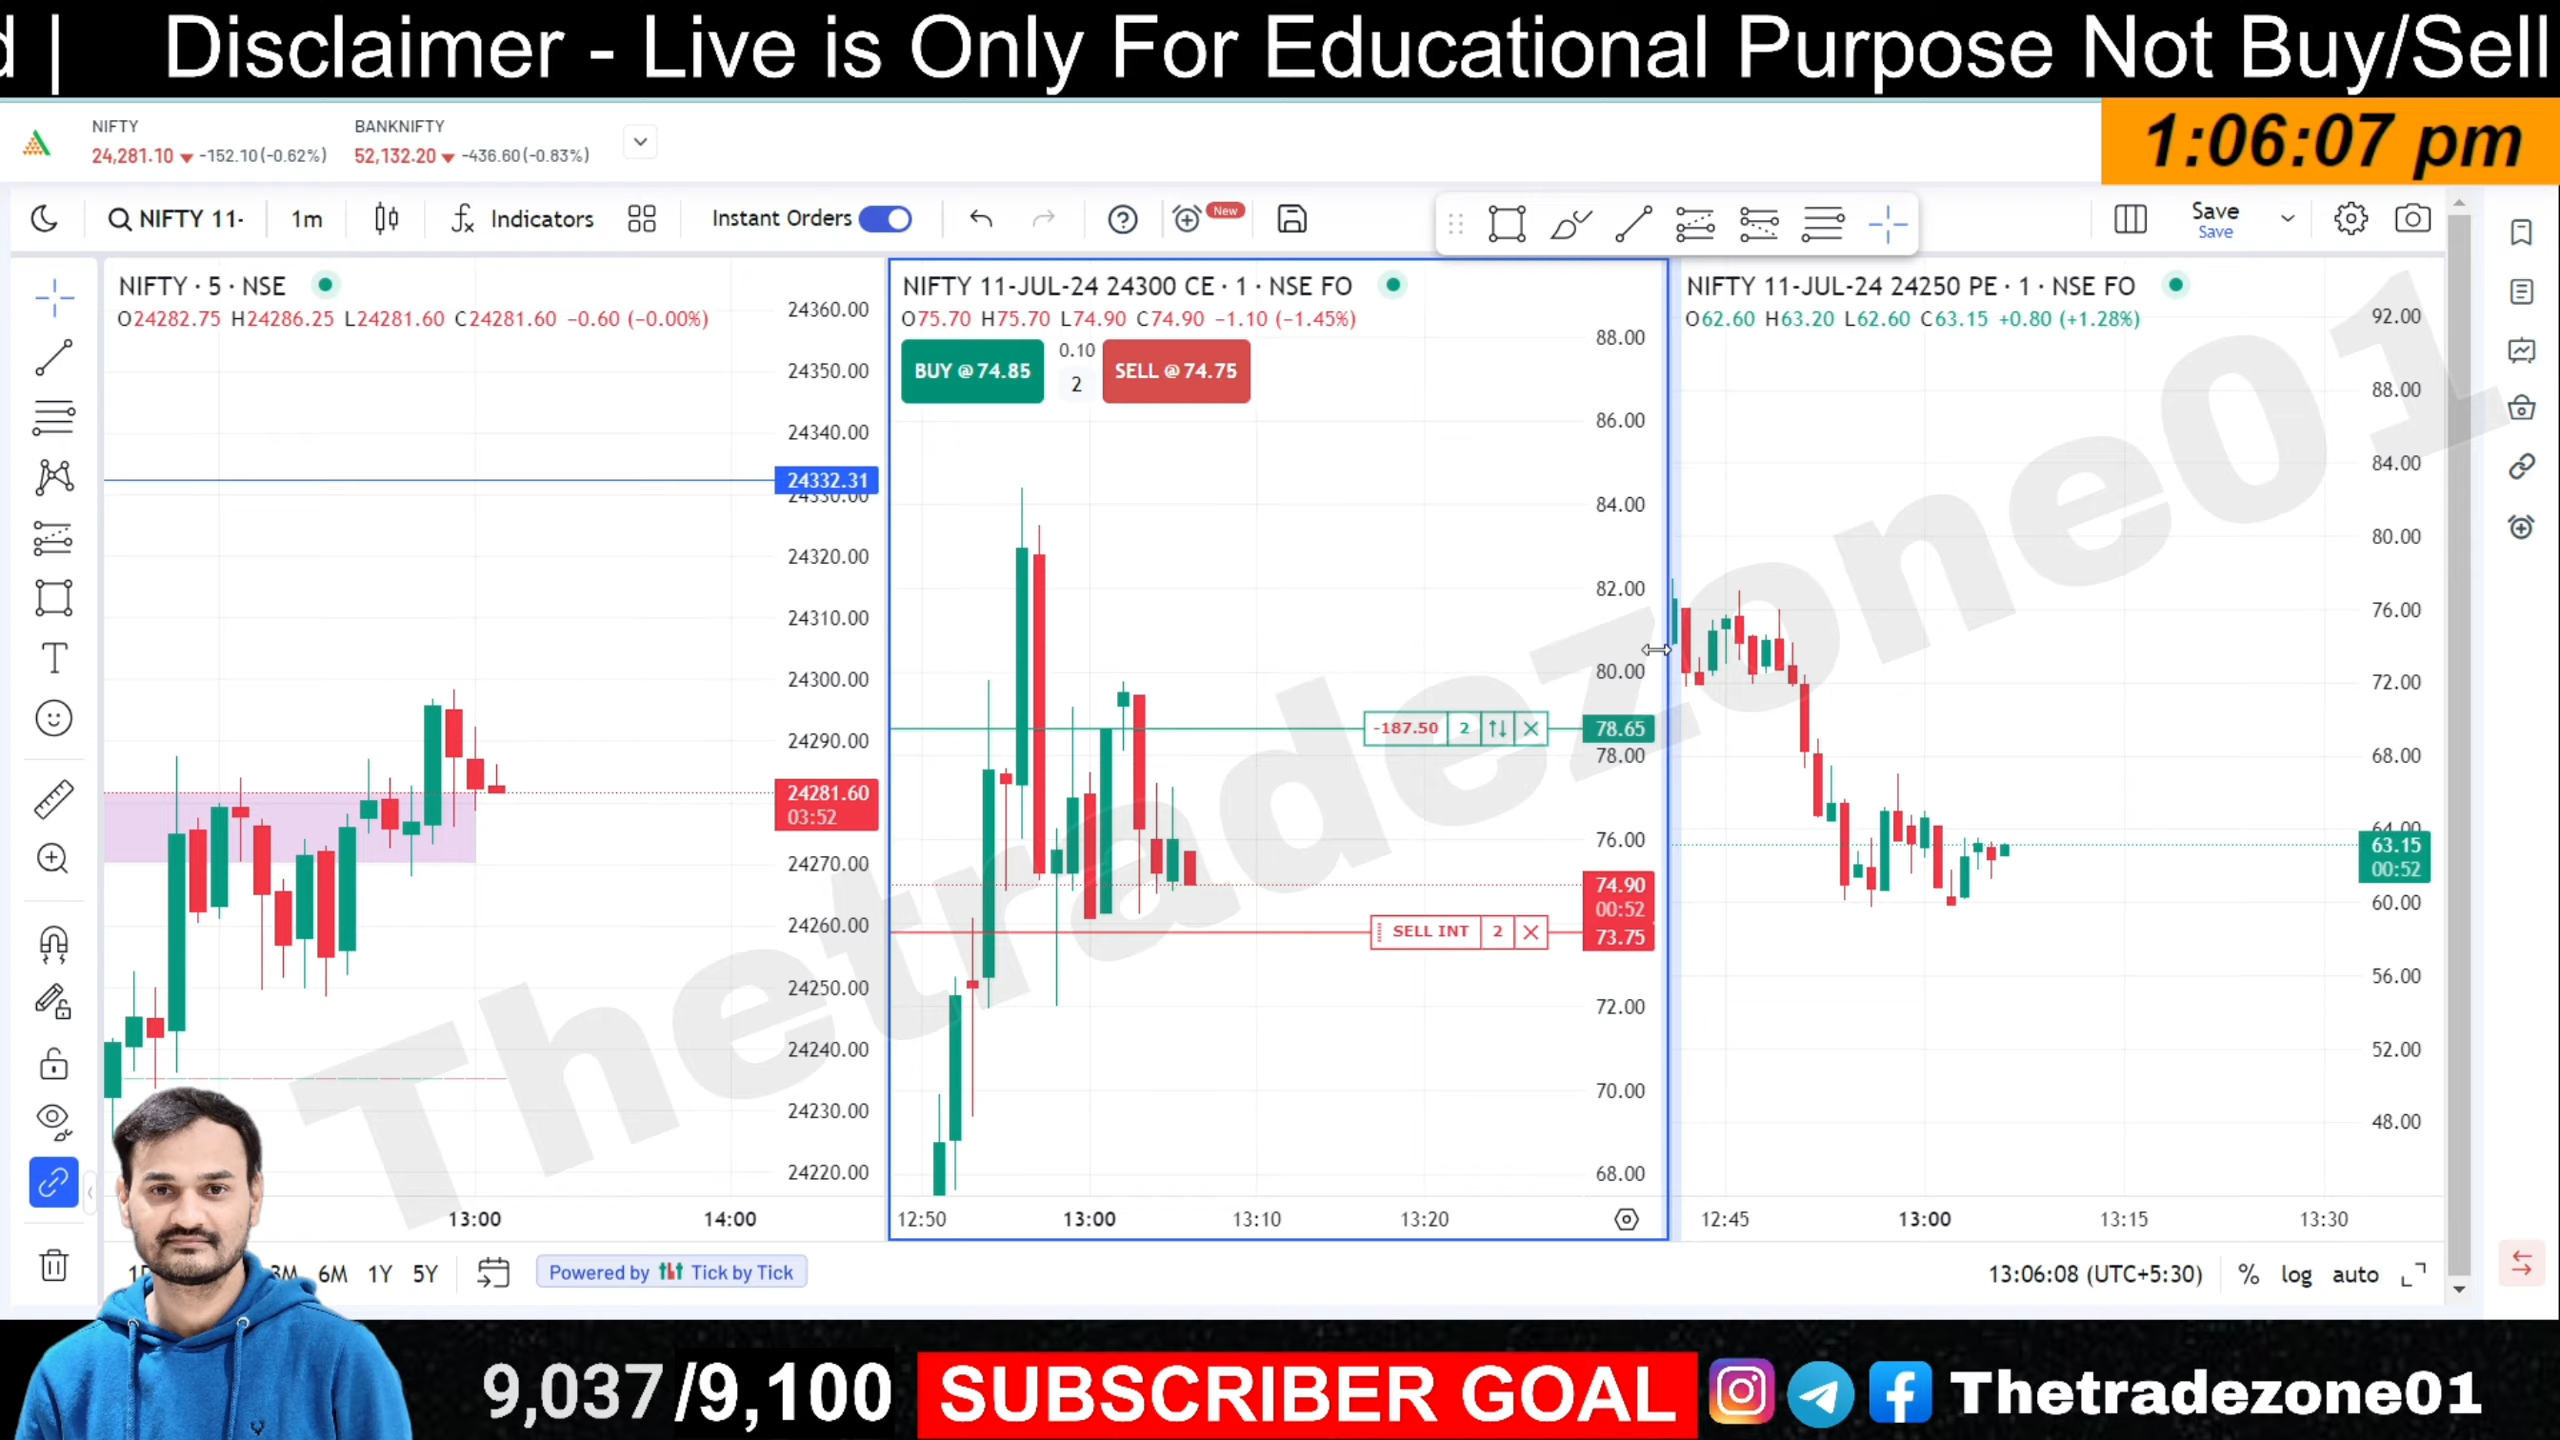 d |      Disclaimer - Live is Only For Educational Purpose Not Buy/Sell
1:06:07 pm
NIFTY
24,281.10 ▼ -152.10(-0.62%)
BANKNIFTY
52,132.20 ▼ -436.60(-0.83%)
NIFTY 11-
1m
Indicators
Instant Orders
New
Save
Save
NIFTY · 5 · NSE
O24282.75 H24286.25 L24281.60 C24281.60 −0.60 (−0.00%)
24360.00
24350.00
24340.00
24332.31
24330.00
24320.00
24310.00
24300.00
24290.00
24281.60
03:52
24270.00
24260.00
24250.00
24240.00
24230.00
24220.00
13:00
14:00
NIFTY 11-JUL-24 24300 CE · 1 · NSE FO
O75.70 H75.70 L74.90 C74.90 −1.10 (−1.45%)
BUY @ 74.85
0.10
2
SELL @ 74.75
88.00
86.00
84.00
82.00
80.00
-187.50 2
78.65
78.00
76.00
74.90
00:52
SELL INT 2
73.75
72.00
70.00
68.00
12:50
13:00
13:10
13:20
NIFTY 11-JUL-24 24250 PE · 1 · NSE FO
O62.60 H63.20 L62.60 C63.15 +0.80 (+1.28%)
92.00
88.00
84.00
80.00
76.00
72.00
68.00
64.00
63.15
00:52
60.00
56.00
52.00
48.00
12:45
13:00
13:15
13:30
Thetradezone01
3M 6M 1Y 5Y
Powered by Tick by Tick
13:06:08 (UTC+5:30)
% log auto
9,037/9,100
SUBSCRIBER GOAL
Thetradezone01